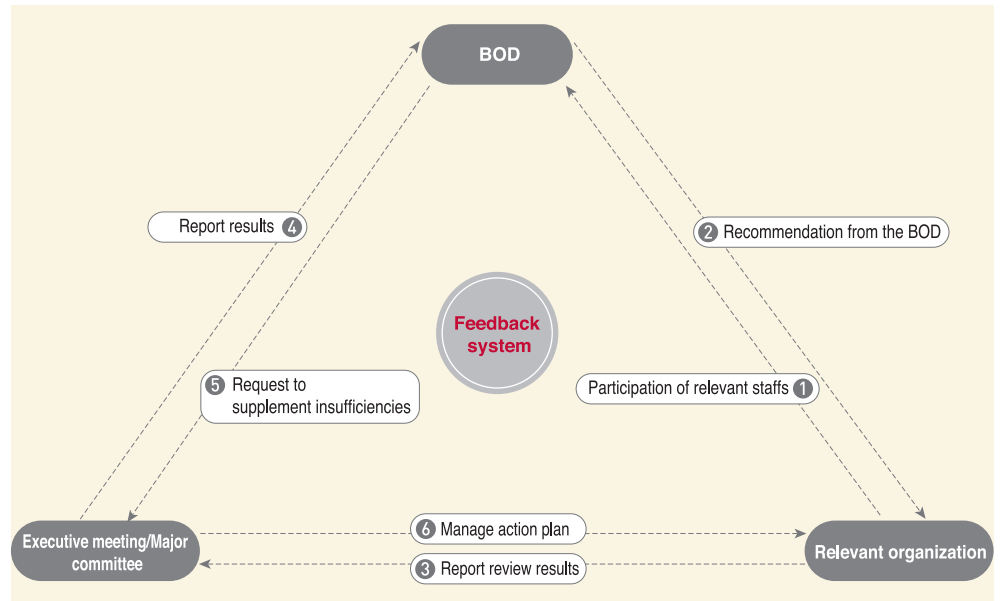 BOD
Report results 4
2 Recommendation from the BOD
Feedback
system
5 Request to
supplement insufficiencies
Participation of relevant staffs 1
Executive meeting/Major
committee
6 Manage action plan
3 Report review results
Relevant organization